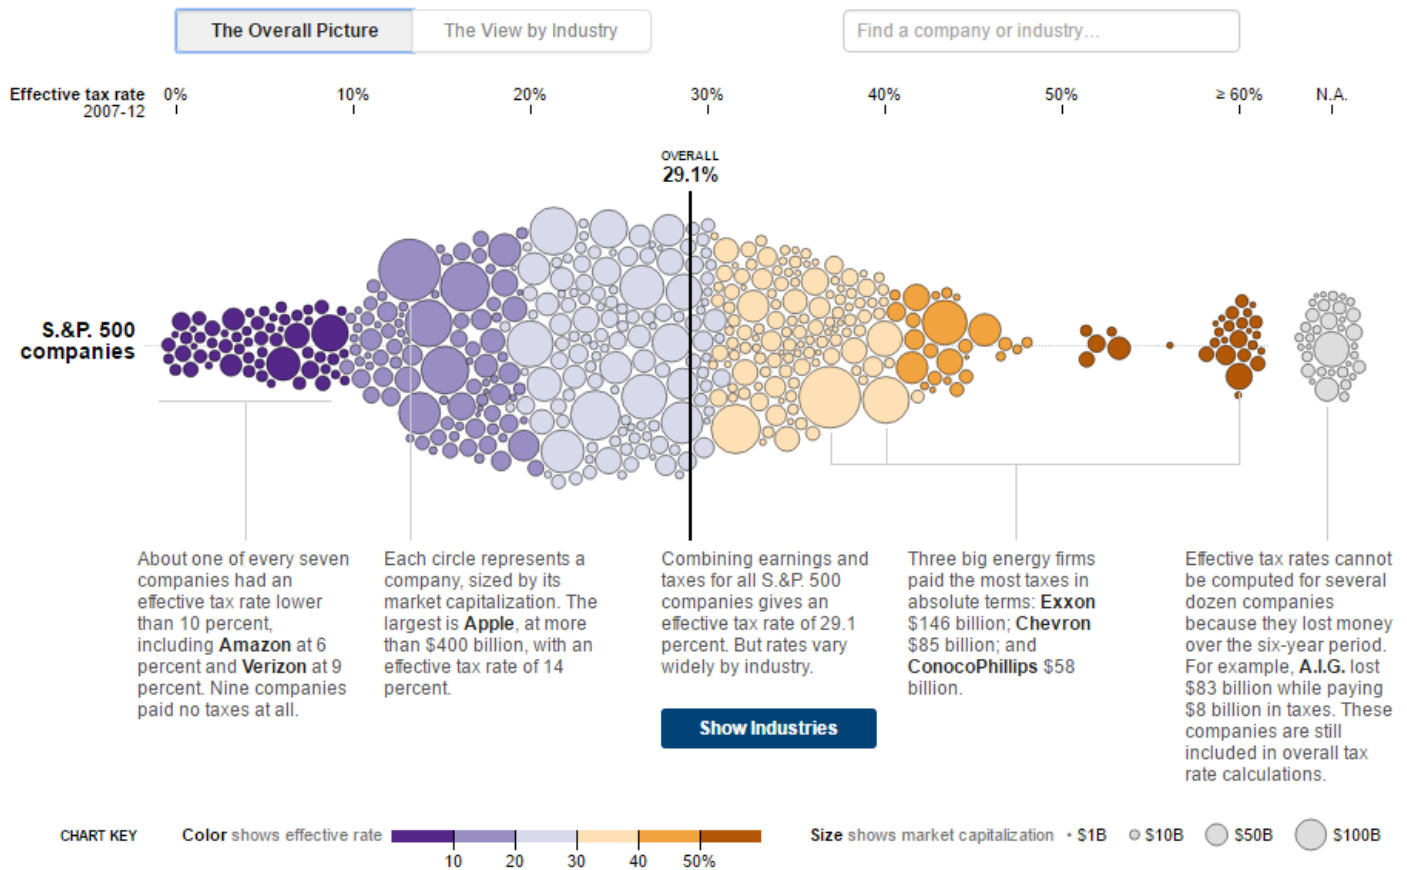 The Overall Picture
The View by Industry
Find a company or industry...
Effective tax rate
2007-12
0%
10%
20%
30%
40%
50%
≥ 60%
N.A.
OVERALL
29.1%
S.&P. 500
companies
About one of every seven
companies had an
effective tax rate lower
than 10 percent,
including Amazon at 6
percent and Verizon at 9
percent. Nine companies
paid no taxes at all.
Each circle represents a
company, sized by its
market capitalization. The
largest is Apple, at more
than $400 billion, with an
effective tax rate of 14
percent.
Combining earnings and
taxes for all S.&P. 500
companies gives an
effective tax rate of 29.1
percent. But rates vary
widely by industry.
Show Industries
Three big energy firms
paid the most taxes in
absolute terms: Exxon
$146 billion; Chevron
$85 billion; and
ConocoPhillips $58
billion.
Effective tax rates cannot
be computed for several
dozen companies
because they lost money
over the six-year period.
For example, A.I.G. lost
$83 billion while paying
$8 billion in taxes. These
companies are still
included in overall tax
rate calculations.
CHART KEY
Color shows effective rate
10
20
30
40
50%
Size shows market capitalization
$1B
$10B
$50B
$100B